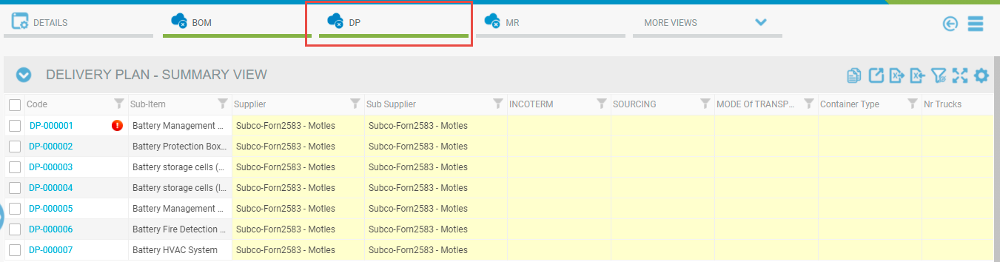 DETAILS BOM DP MR MORE VIEWS
DELIVERY PLAN - SUMMARY VIEW
Code Sub-Item Supplier Sub Supplier INCOTERM SOURCING MODE Of TRANSP... Container Type Nr Trucks
DP-000001 Battery Management ... Subco-Forn2583 - Motles Subco-Forn2583 - Motles
DP-000002 Battery Protection Box... Subco-Forn2583 - Motles Subco-Forn2583 - Motles
DP-000003 Battery storage cells (... Subco-Forn2583 - Motles Subco-Forn2583 - Motles
DP-000004 Battery storage cells (I... Subco-Forn2583 - Motles Subco-Forn2583 - Motles
DP-000005 Battery Management ... Subco-Forn2583 - Motles Subco-Forn2583 - Motles
DP-000006 Battery Fire Detection ... Subco-Forn2583 - Motles Subco-Forn2583 - Motles
DP-000007 Battery HVAC System Subco-Forn2583 - Motles Subco-Forn2583 - Motles